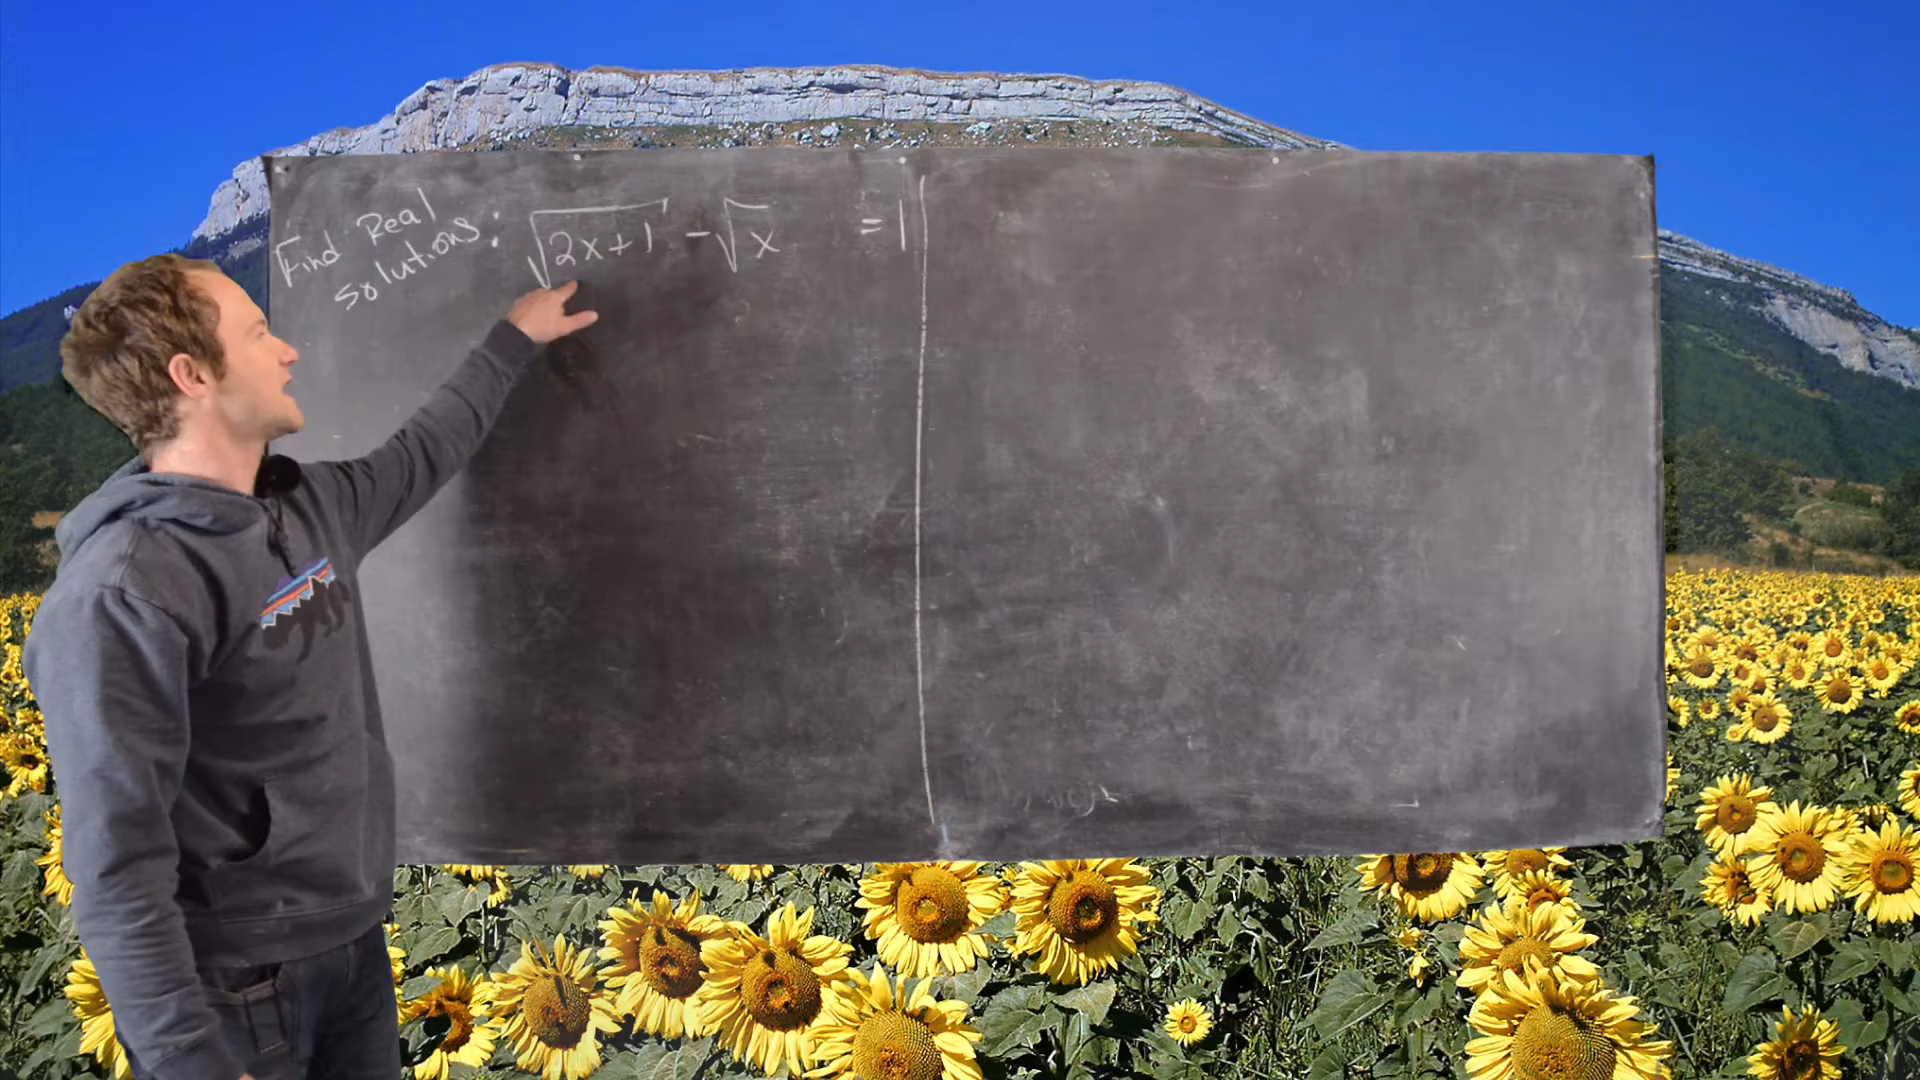 Find Real
solutions: √(2x+1) - √x = 1